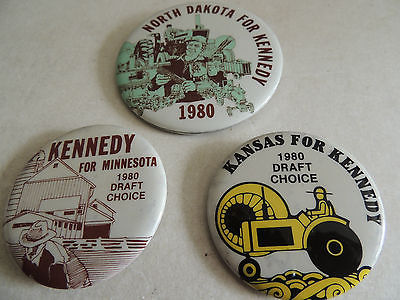 NORTH DAKOTA FOR KENNEDY
1980
KENNEDY
FOR MINNESOTA
1980
DRAFT
CHOICE
KANSAS FOR KENNEDY
1980
DRAFT
CHOICE